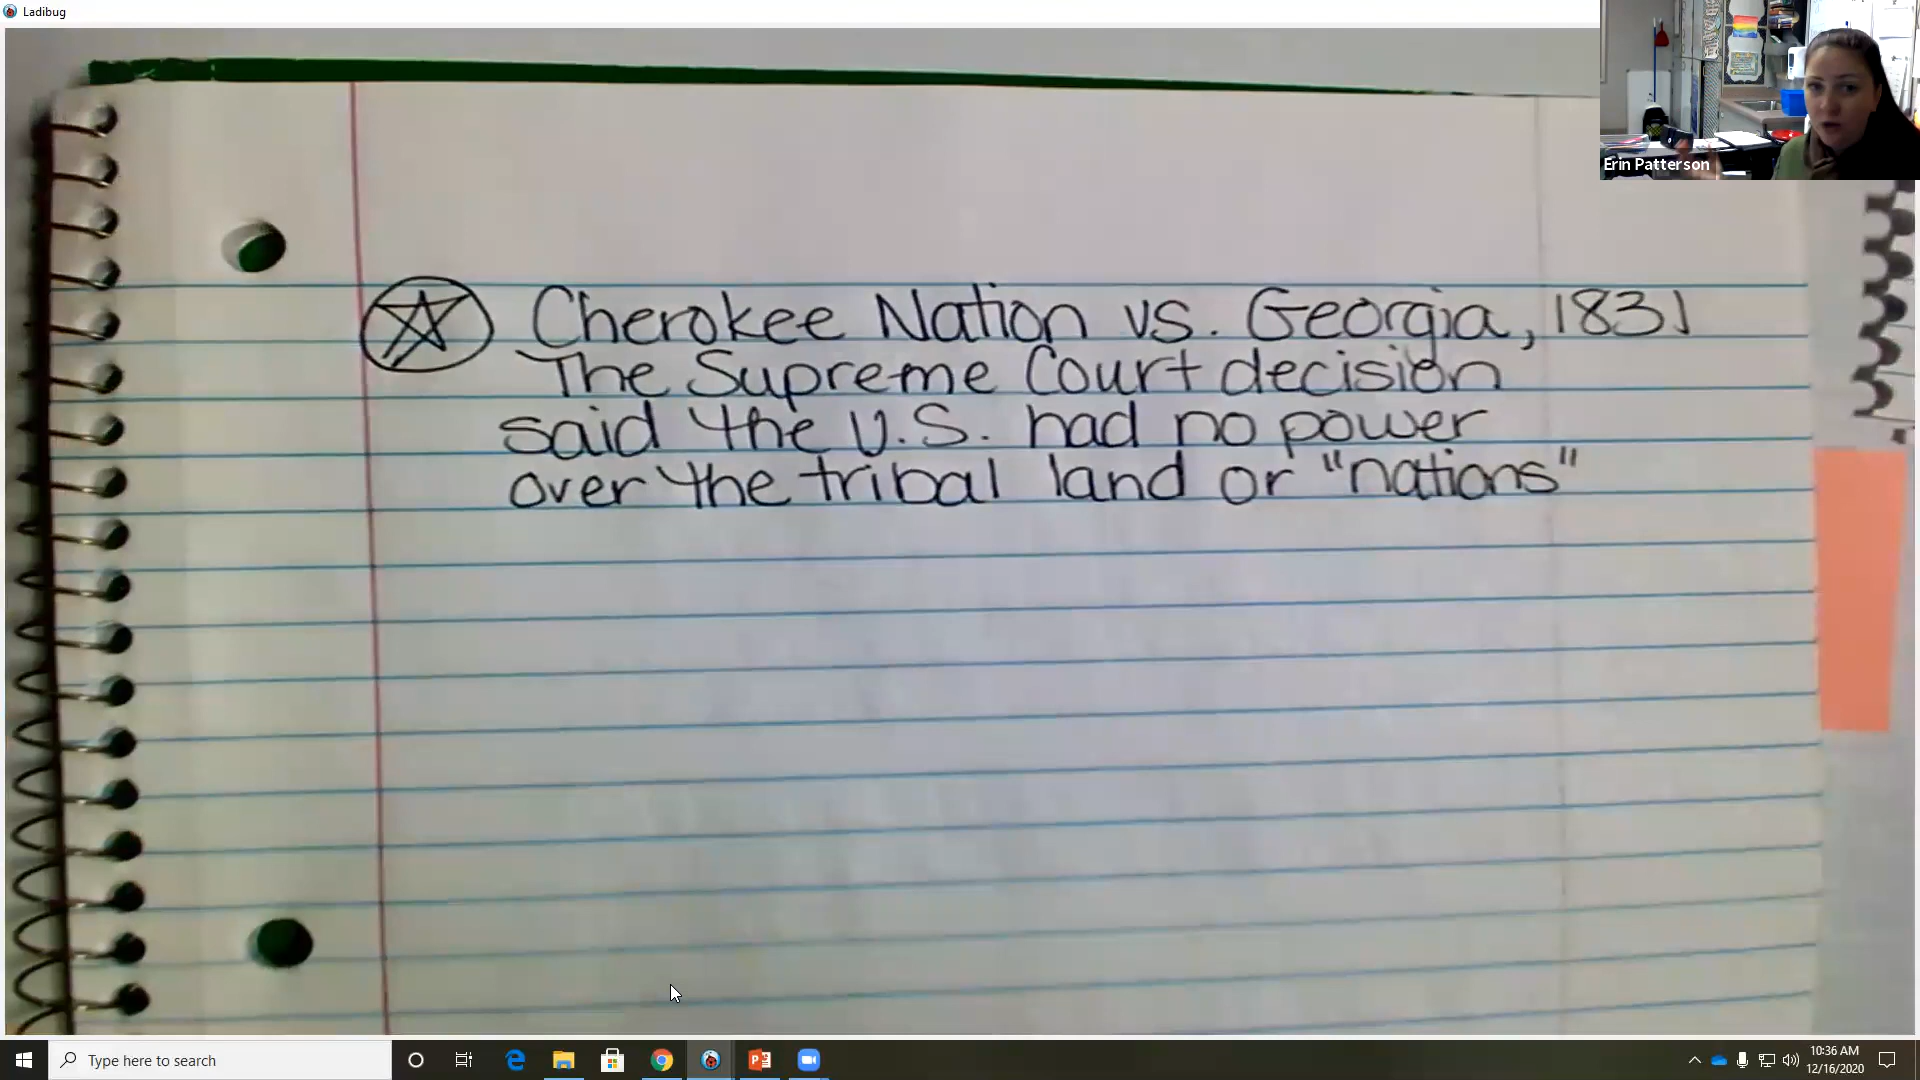 Ladibug
Erin Patterson
Cherokee Nation vs. Georgia, 1831
The Supreme Court decision
said the U.S. had no power
over the tribal land or "nations"
Type here to search
10:36 AM
12/16/2020